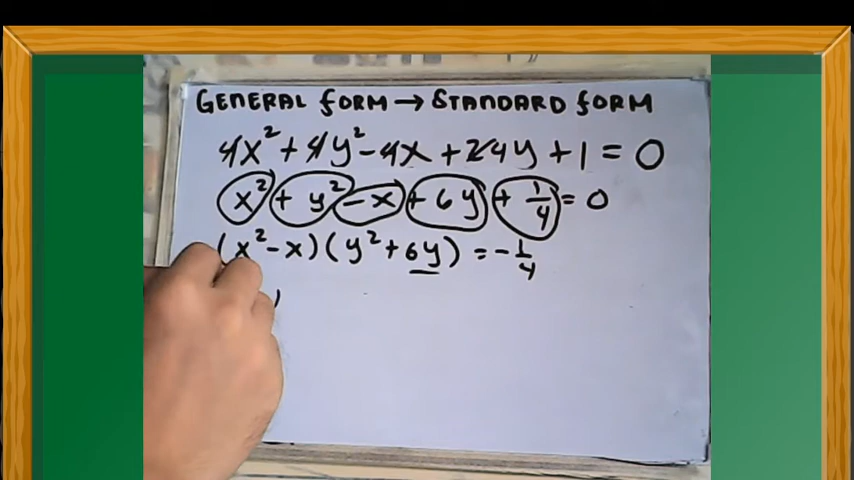 GENERAL FORM → STANDARD FORM
4x² + 4y² - 4x + 24y + 1 = 0
x² + y² - x + 6y + 1/4 = 0
(x² - x) (y² + 6y) = - 1/4
)